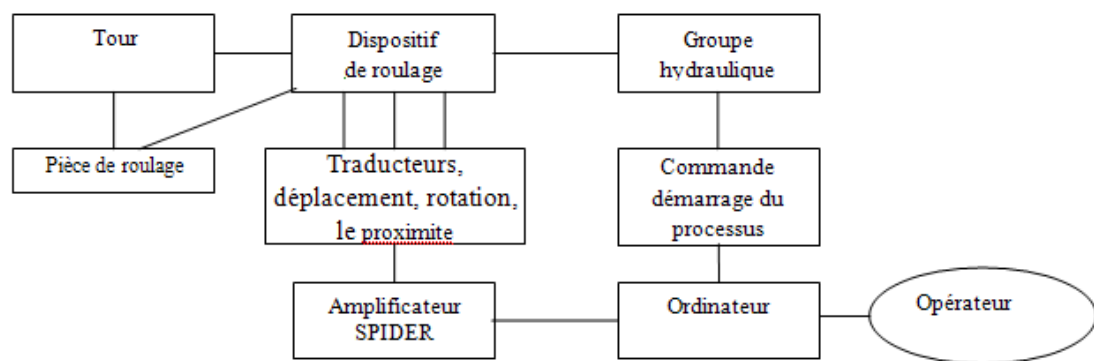 Tour
Dispositif
de roulage
Groupe
hydraulique
Pièce de roulage
Traducteurs,
déplacement, rotation,
le proximite
Commande
démarrage du
processus
Amplificateur
SPIDER
Ordinateur
Opérateur